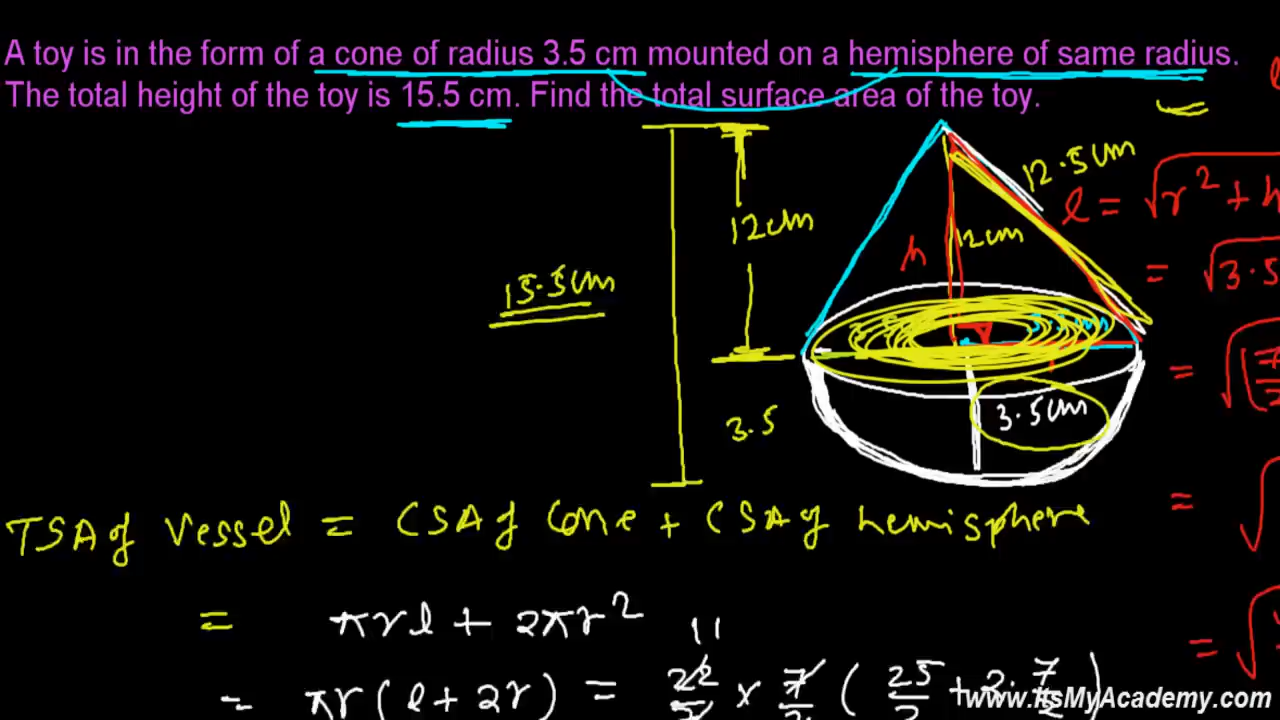 A toy is in the form of a cone of radius 3.5 cm mounted on a hemisphere of same radius.
The total height of the toy is 15.5 cm. Find the total surface area of the toy.
12.5cm
l = √r² + h
12cm
12cm
h
= √3.5
15.5cm
3.5cm
3.5
TSA of Vessel = CSA of Cone + CSA of hemisphere
= πrl + 2πr²
11
= πr(l + 2r) = 22/7 × 7/2 (25/2 + 2·7/2)
www.ItsMyAcademy.com